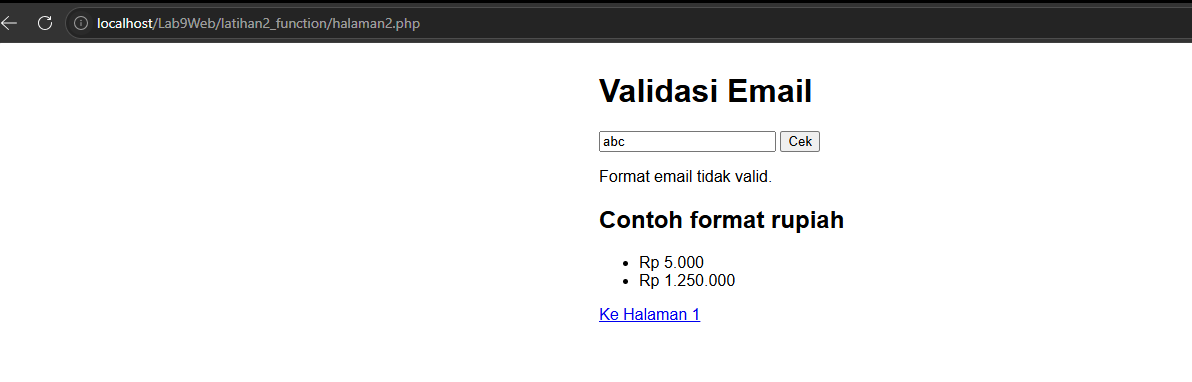 localhost/Lab9Web/latihan2_function/halaman2.php
Validasi Email
abc Cek
Format email tidak valid.
Contoh format rupiah
• Rp 5.000
• Rp 1.250.000
Ke Halaman 1